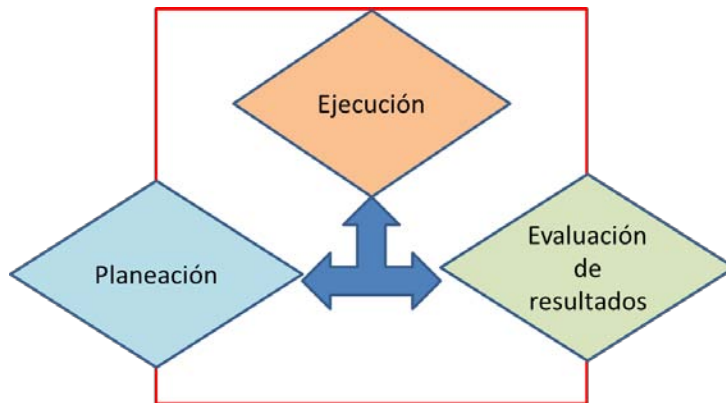 Ejecución
Planeación
Evaluación
de
resultados